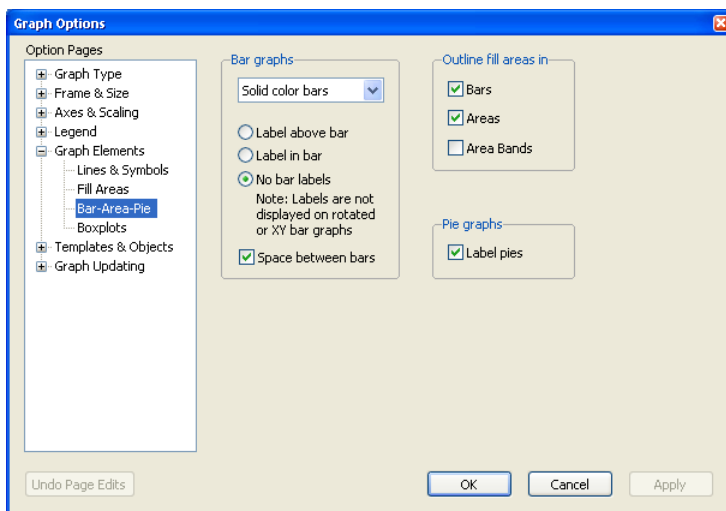 Graph Options
Option Pages
Graph Type
Frame & Size
Axes & Scaling
Legend
Graph Elements
Lines & Symbols
Fill Areas
Bar-Area-Pie
Boxplots
Templates & Objects
Graph Updating
Bar graphs
Solid color bars
Label above bar
Label in bar
No bar labels
Note: Labels are not
displayed on rotated
or XY bar graphs
Space between bars
Outline fill areas in
Bars
Areas
Area Bands
Pie graphs
Label pies
Undo Page Edits
OK
Cancel
Apply